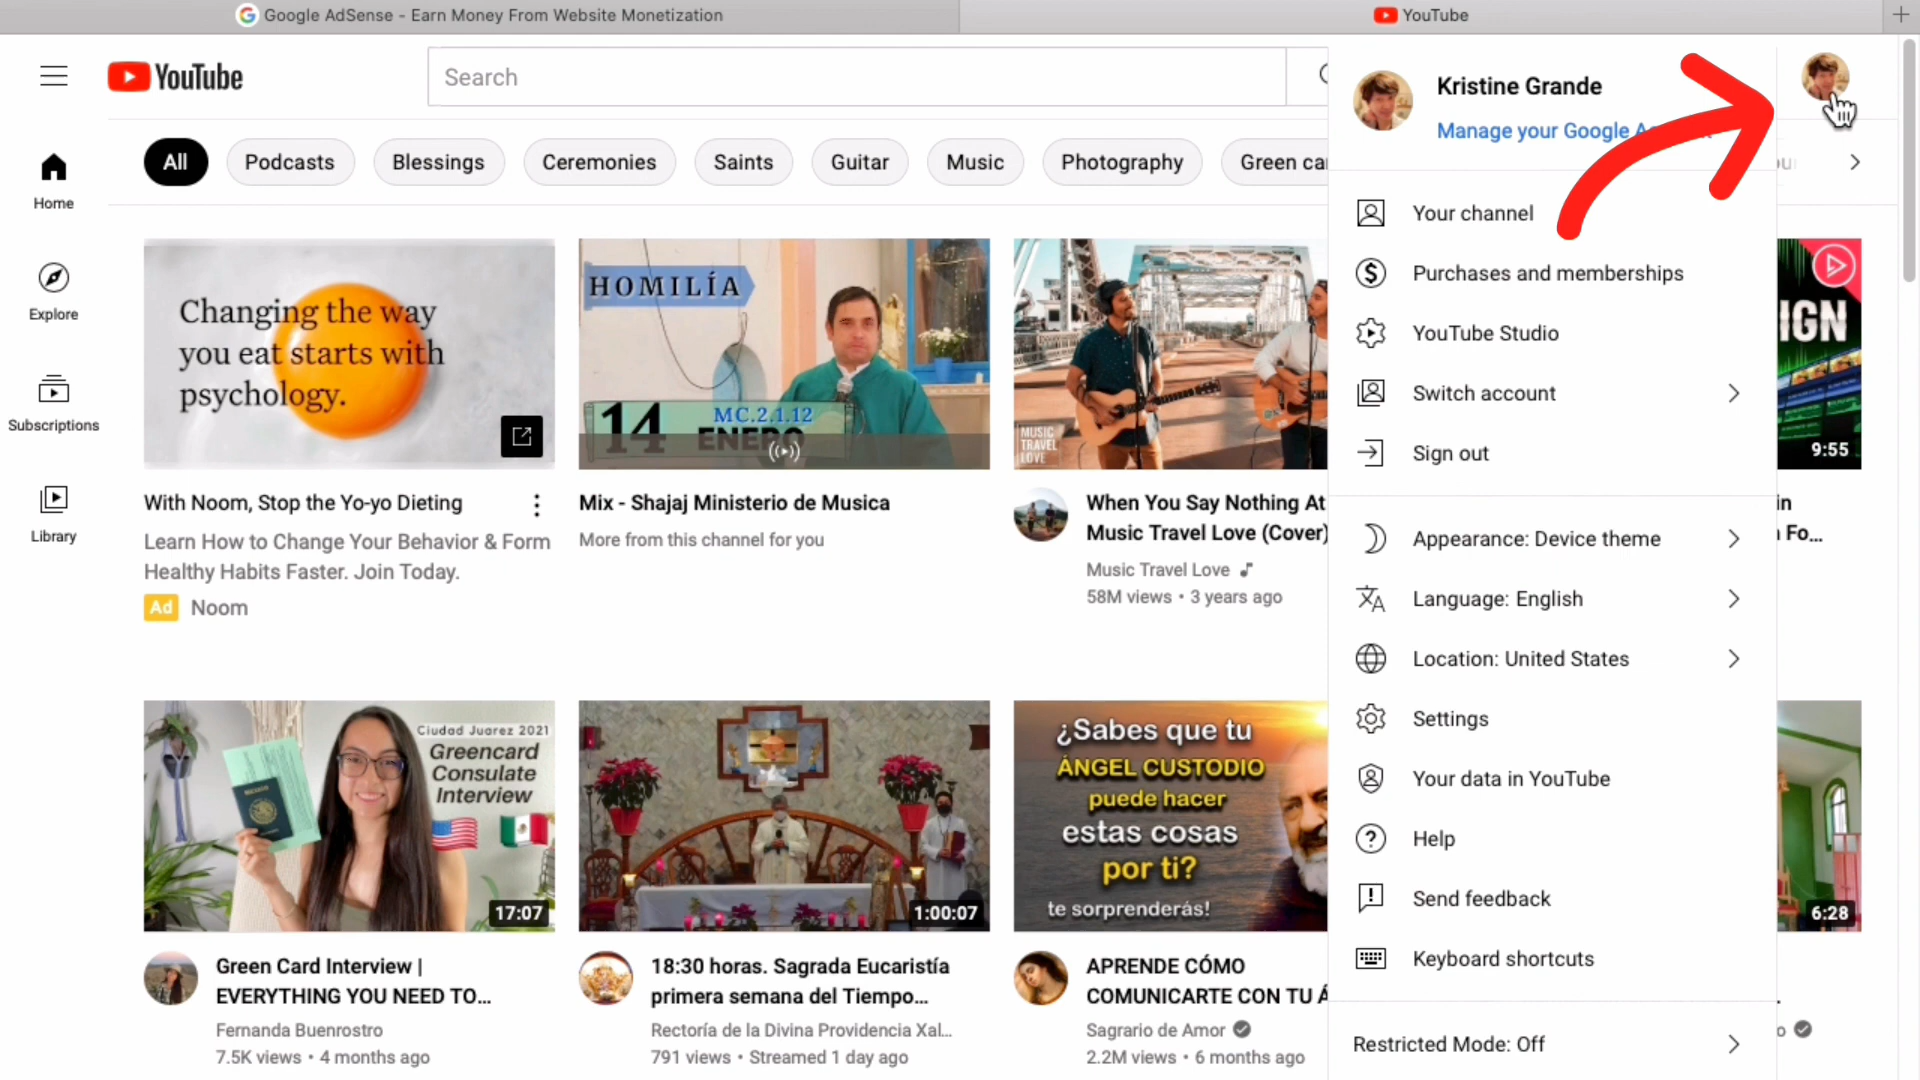 Google AdSense - Earn Money From Website Monetization
YouTube
YouTube
Search
Kristine Grande
Manage your Google
All
Podcasts
Blessings
Ceremonies
Saints
Guitar
Music
Photography
Green
Home
Explore
Subscriptions
Library
Changing the way
you eat starts with
psychology.
With Noom, Stop the Yo-yo Dieting
Learn How to Change Your Behavior & Form
Healthy Habits Faster. Join Today.
Ad Noom
HOMILÍA
14 MC.2.1.12
ENERO
Mix - Shajaj Ministerio de Musica
More from this channel for you
MUSIC
TRAVEL
LOVE
When You Say Nothing At
Music Travel Love (Cover)
Music Travel Love
58M views • 3 years ago
IGN
9:55
in
Fo...
Your channel
Purchases and memberships
YouTube Studio
Switch account
Sign out
Appearance: Device theme
Language: English
Location: United States
Settings
Your data in YouTube
Help
Send feedback
Keyboard shortcuts
Restricted Mode: Off
Ciudad Juarez 2021
Greencard
Consulate
Interview
MEXICO
17:07
Green Card Interview |
EVERYTHING YOU NEED TO...
Fernanda Buenrostro
7.5K views • 4 months ago
1:00:07
18:30 horas. Sagrada Eucaristía
primera semana del Tiempo...
Rectoría de la Divina Providencia Xal...
791 views • Streamed 1 day ago
¿Sabes que tu
ÁNGEL CUSTODIO
puede hacer
estas cosas
por ti?
te sorprenderás!
APRENDE CÓMO
COMUNICARTE CON TU Á
Sagrario de Amor
2.2M views • 6 months ago
6:28